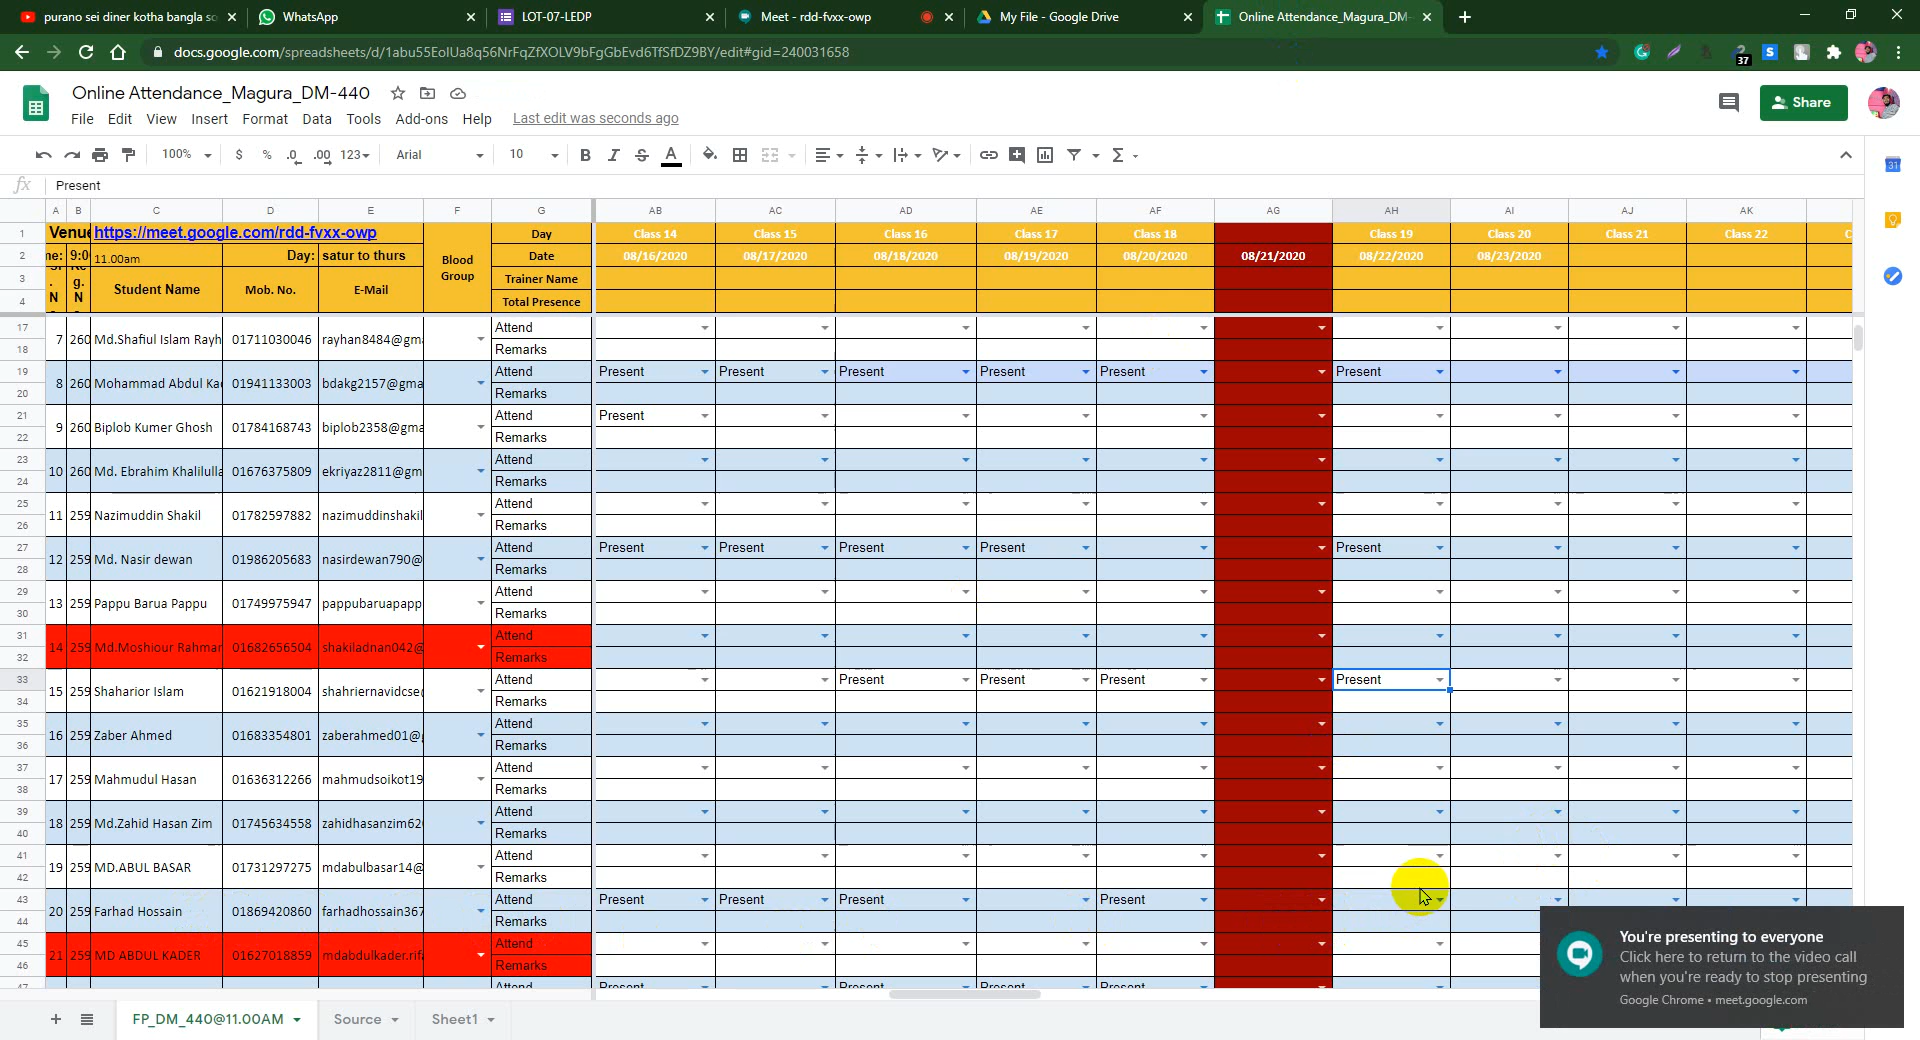 purano sei diner kotha bangla so
WhatsApp
LOT-07-LEDP
Meet - rdd-fvxx-owp
My File - Google Drive
Online Attendance_Magura_DM-
docs.google.com/spreadsheets/d/1abu55EolUa8q56NrFqZfXOLV9bFgGbEvd6TfSfDZ9BY/edit#gid=240031658
37
Online Attendance_Magura_DM-440
Share
File Edit View Insert Format Data Tools Add-ons Help Last edit was seconds ago
100% $ % .0 .00 123 Arial 10 B I S A
31
fx Present
A B C D E F G AB AC AD AE AF AG AH AI AJ AK
1 Venue https://meet.google.com/rdd-fvxx-owp Day Class 14 Class 15 Class 16 Class 17 Class 18 Class 19 Class 20 Class 21 Class 22 C
2 ne: 9:0 11.00am Day: satur to thurs Blood Group Date 08/16/2020 08/17/2020 08/18/2020 08/19/2020 08/20/2020 08/21/2020 08/22/2020 08/23/2020
3 . g. Student Name Mob. No. E-Mail Trainer Name
4 N N Total Presence
17 7 260 Md.Shafiul Islam Rayh 01711030046 rayhan8484@gm Attend
18 Remarks
19 8 260 Mohammad Abdul Ka 01941133003 bdakg2157@gma Attend Present Present Present Present Present Present
20 Remarks
21 9 260 Biplob Kumer Ghosh 01784168743 biplob2358@gma Attend Present
22 Remarks
23 10 260 Md. Ebrahim Khalilulla 01676375809 ekriyaz2811@gm Attend
24 Remarks
25 11 259 Nazimuddin Shakil 01782597882 nazimuddinshakil Attend
26 Remarks
27 12 259 Md. Nasir dewan 01986205683 nasirdewan790@ Attend Present Present Present Present Present
28 Remarks
29 13 259 Pappu Barua Pappu 01749975947 pappubaruapapp Attend
30 Remarks
31 14 259 Md.Moshiour Rahmar 01682656504 shakiladnan042@ Attend
32 Remarks
33 15 259 Shaharior Islam 01621918004 shahriernavidcse Attend Present Present Present Present
34 Remarks
35 16 259 Zaber Ahmed 01683354801 zaberahmed01@ Attend
36 Remarks
37 17 259 Mahmudul Hasan 01636312266 mahmudsoikot19 Attend
38 Remarks
39 18 259 Md.Zahid Hasan Zim 01745634558 zahidhasanzim62 Attend
40 Remarks
41 19 259 MD.ABUL BASAR 01731297275 mdabulbasar14@ Attend
42 Remarks
43 20 259 Farhad Hossain 01869420860 farhadhossain367 Attend Present Present Present Present
44 Remarks
45 21 259 MD ABDUL KADER 01627018859 mdabdulkader.rif Attend
46 Remarks
47 Attend Present Present Present Present
You're presenting to everyone
Click here to return to the video call
when you're ready to stop presenting
Google Chrome • meet.google.com
FP_DM_440@11.00AM Source Sheet1